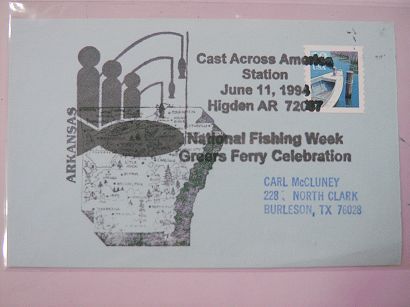 Cast Across America
Station
June 11, 1994
Higden AR 72067
National Fishing Week
Greers Ferry Celebration
ARKANSAS
CARL McCLUNEY
NORTH CLARK
BURLESON, TX 76028